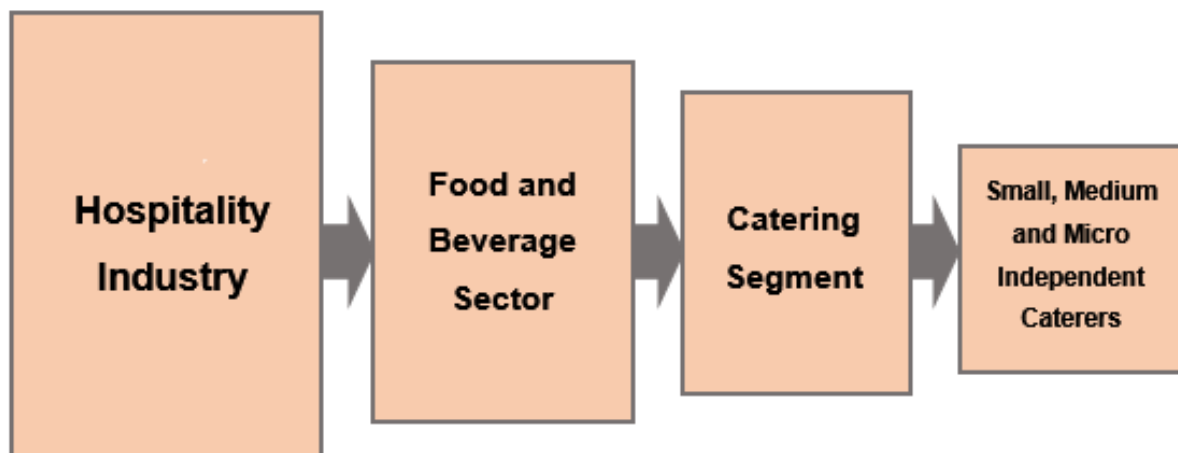 Hospitality
Industry
Food and
Beverage
Sector
Catering
Segment
Small, Medium
and Micro
Independent
Caterers